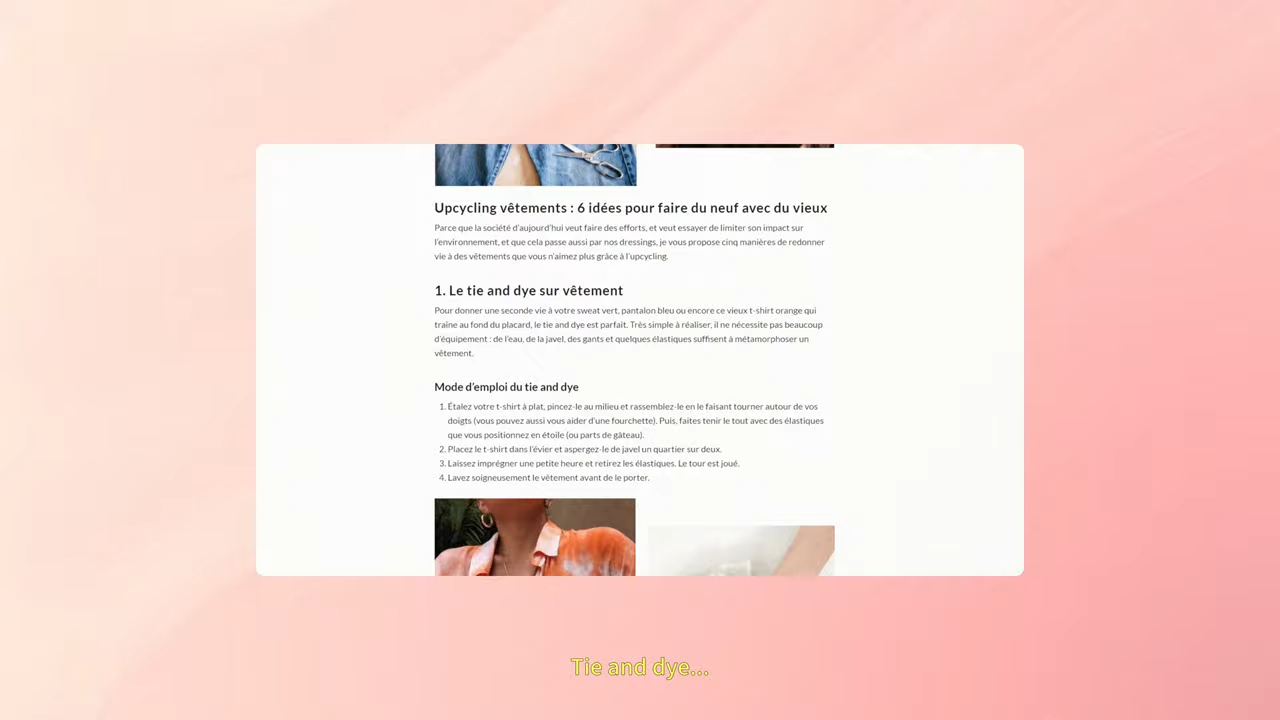 Upcycling vêtements : 6 idées pour faire du neuf avec du vieux
Parce que la société d'aujourd'hui veut faire des efforts, et veut essayer de limiter son impact sur
l'environnement, et que cela passe aussi par nos dressings, je vous propose cinq manières de redonner
vie à des vêtements que vous n'aimez plus grâce à l'upcycling.
1. Le tie and dye sur vêtement
Pour donner une seconde vie à votre sweat vert, pantalon bleu ou encore ce vieux t-shirt orange qui
traîne au fond du placard, le tie and dye est parfait. Très simple à réaliser, il ne nécessite pas beaucoup
d'équipement : de l'eau, de la javel, des gants et quelques élastiques suffisent à métamorphoser un
vêtement.
Mode d'emploi du tie and dye
1. Étalez votre t-shirt à plat, pincez-le au milieu et rassemblez-le en le faisant tourner autour de vos
doigts (vous pouvez aussi vous aider d'une fourchette). Puis, faites tenir le tout avec des élastiques
que vous positionnez en étoile (ou parts de gâteau).
2. Placez le t-shirt dans l'évier et aspergez-le de javel un quartier sur deux.
3. Laissez imprégner une petite heure et retirez les élastiques. Le tour est joué.
4. Lavez soigneusement le vêtement avant de le porter.
Tie and dye...